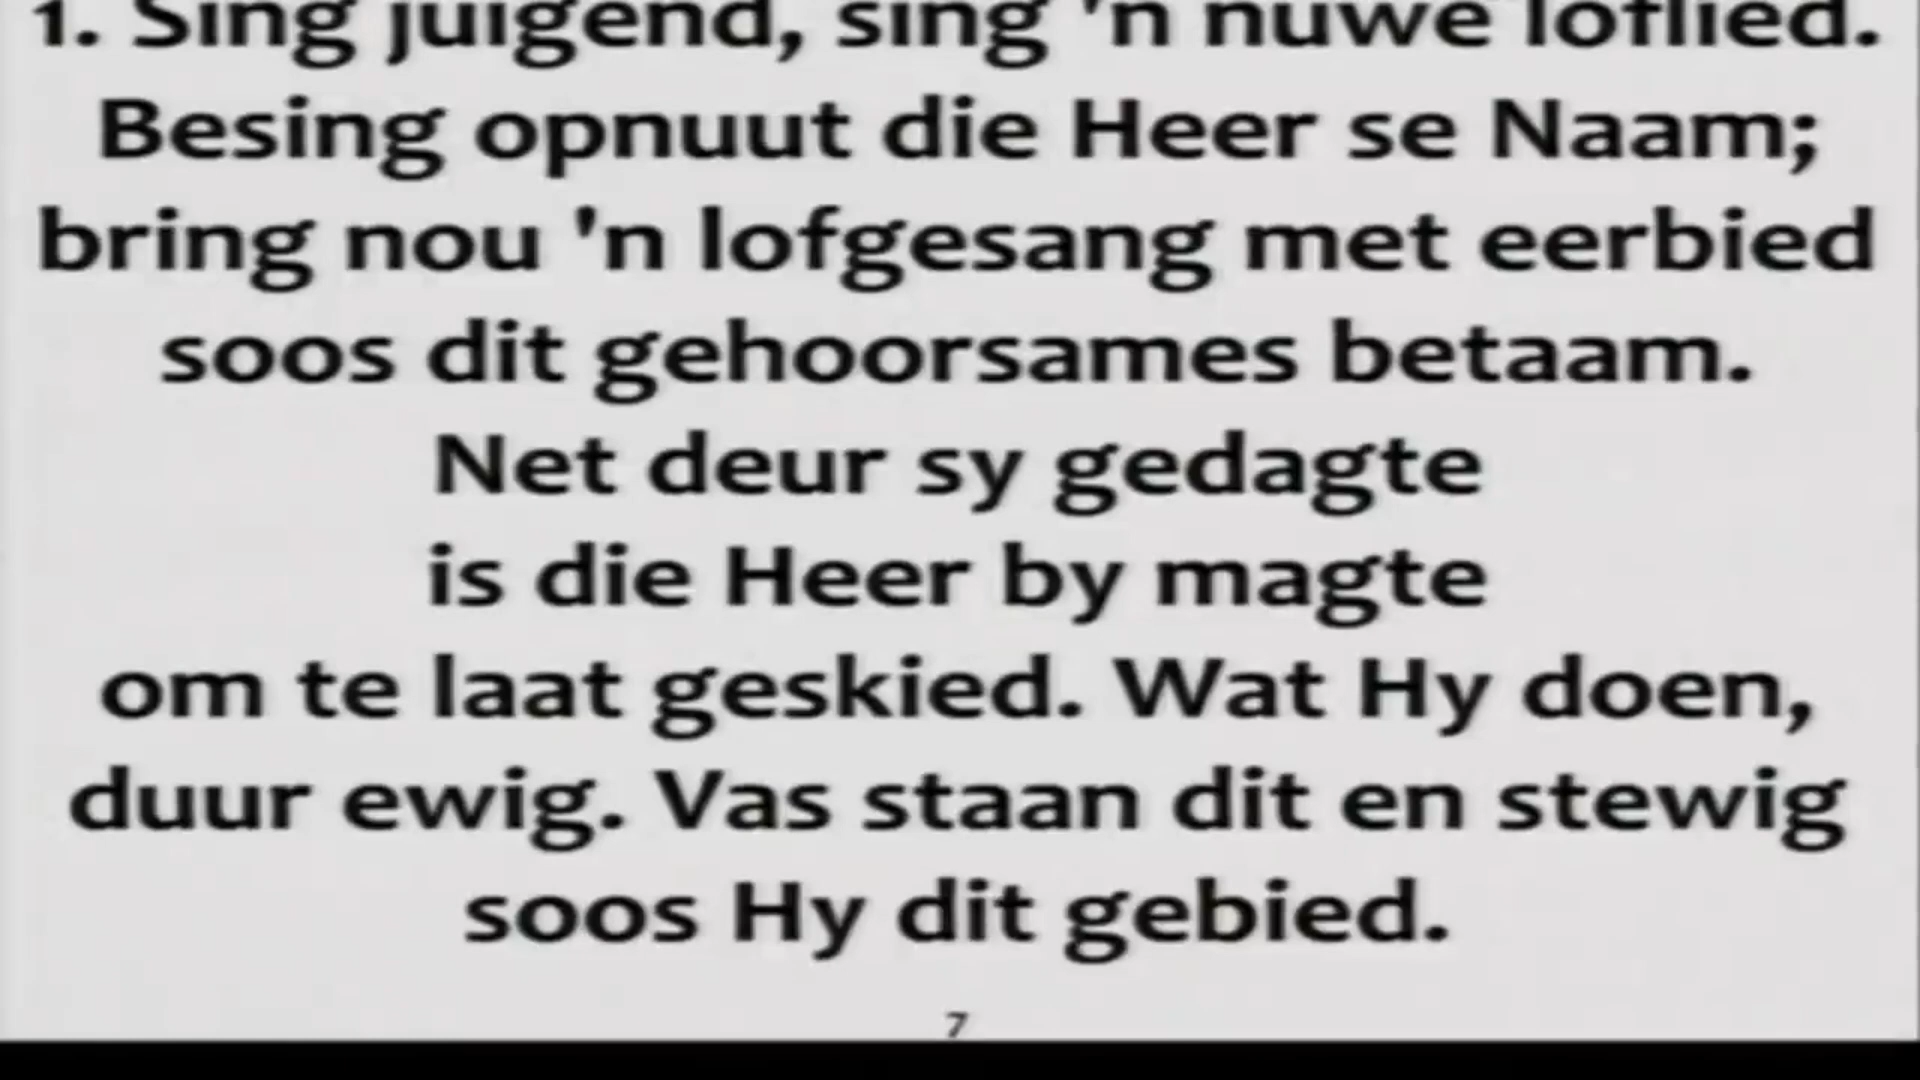 1. Sing juigend, sing 'n nuwe loflied.
Besing opnuut die Heer se Naam;
bring nou 'n lofgesang met eerbied
soos dit gehoorsames betaam.
Net deur sy gedagte
is die Heer by magte
om te laat geskied. Wat Hy doen,
duur ewig. Vas staan dit en stewig
soos Hy dit gebied.
7